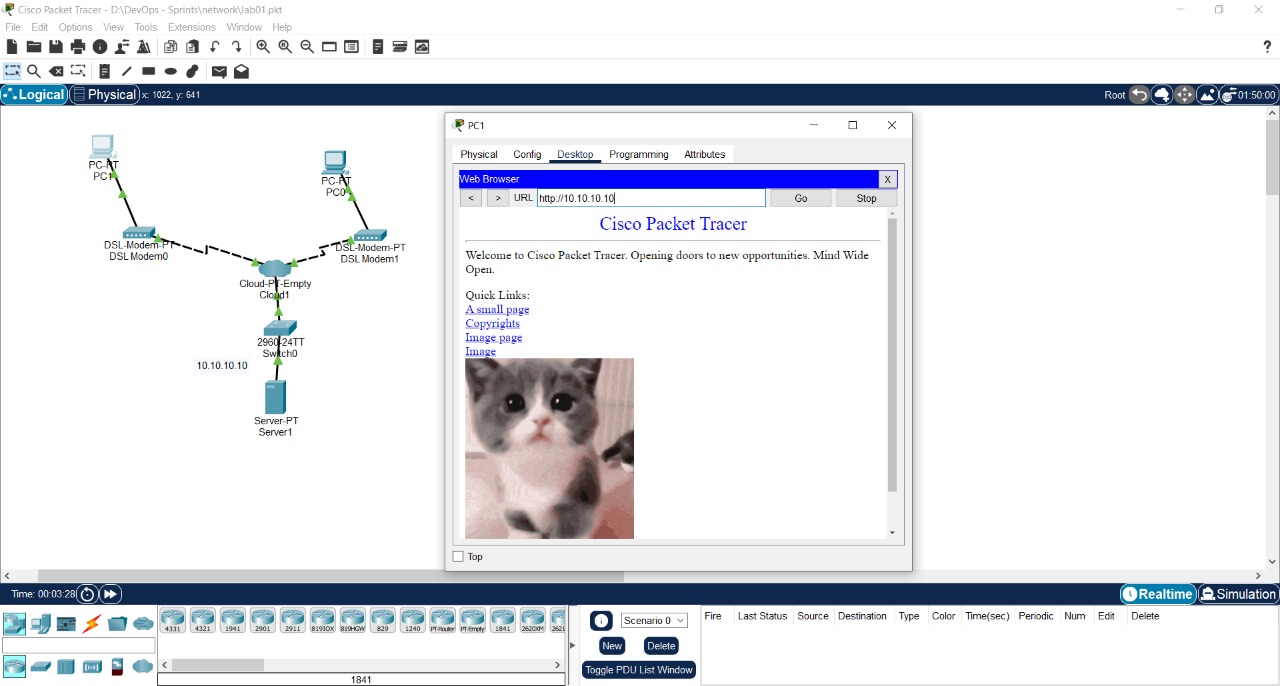 Cisco Packet Tracer - D:\DevOps - Sprints\network\lab01.pkt
File Edit Options View Tools Extensions Window Help
?
Logical Physical x: 1022, y: 641 Root 01:50:00
PC-PT
PC1
PC-PT
PC0
DSL-Modem-PT
DSL Modem0
DSL-Modem-PT
DSL Modem1
Cloud-PT-Empty
Cloud1
2960-24TT
Switch0
10.10.10.10
Server-PT
Server1
PC1
Physical Config Desktop Programming Attributes
Web Browser X
< > URL http://10.10.10.10 Go Stop
Cisco Packet Tracer
Welcome to Cisco Packet Tracer. Opening doors to new opportunities. Mind Wide
Open.
Quick Links:
A small page
Copyrights
Image page
Image
Top
Time: 00:03:28 Realtime Simulation
4331 4321 1941 2901 2911 819IOX 819HGW 829 1240 PT-Router PT-Empty 1841 2620XM 2621
1841
Scenario 0
New Delete
Toggle PDU List Window
Fire Last Status Source Destination Type Color Time(sec) Periodic Num Edit Delete